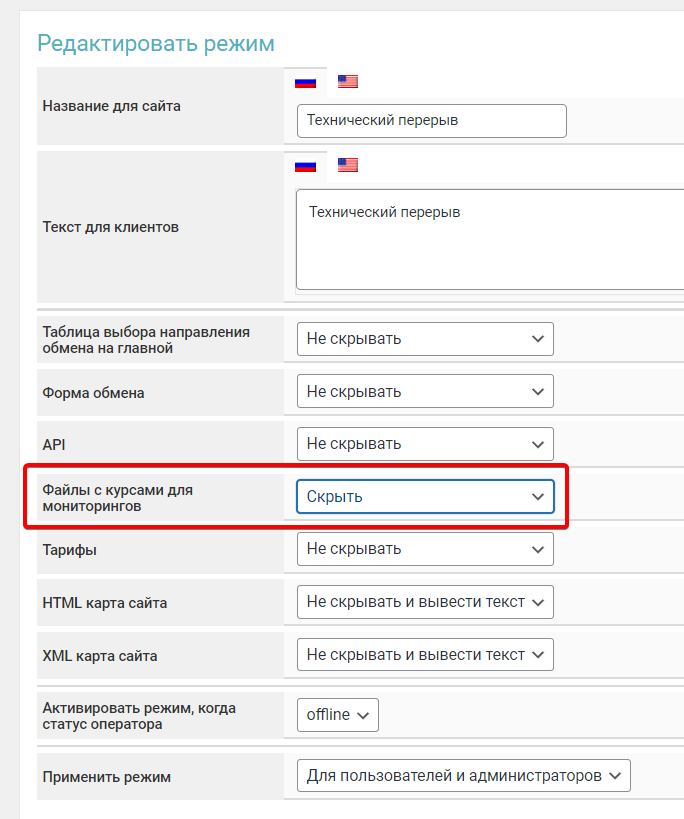 Редактировать режим
Название для сайта
Технический перерыв
Текст для клиентов
Технический перерыв
Таблица выбора направления
обмена на главной
Не скрывать
Форма обмена
Не скрывать
API
Не скрывать
Файлы с курсами для
мониторингов
Скрыть
Тарифы
Не скрывать
HTML карта сайта
Не скрывать и вывести текст
XML карта сайта
Не скрывать и вывести текст
Активировать режим, когда
статус оператора
offline
Применить режим
Для пользователей и администраторов